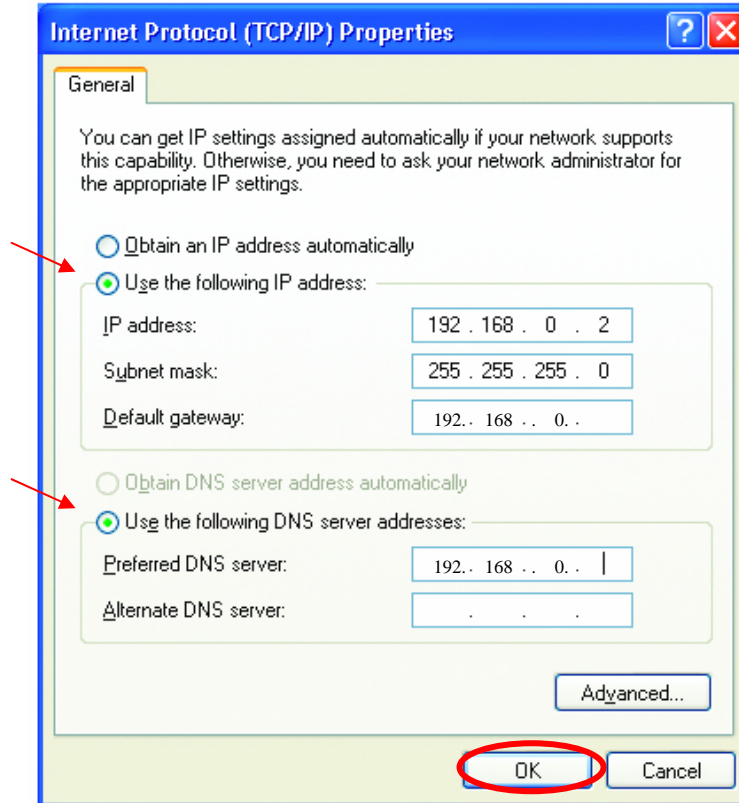 Internet Protocol (TCP/IP) Properties
General
You can get IP settings assigned automatically if your network supports
this capability. Otherwise, you need to ask your network administrator for
the appropriate IP settings.
Obtain an IP address automatically
Use the following IP address:
IP address: 192 . 168 . 0 . 2
Subnet mask: 255 . 255 . 255 . 0
Default gateway: 192. . 168 . . 0. .
Obtain DNS server address automatically
Use the following DNS server addresses:
Preferred DNS server: 192. . 168 . . 0. .
Alternate DNS server: . . .
Advanced...
OK Cancel